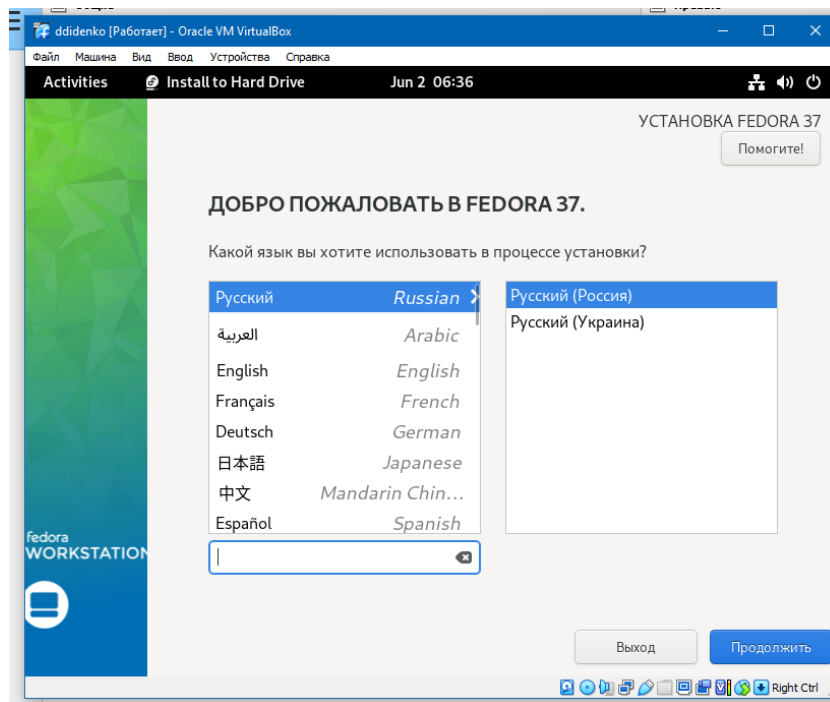 ddidenko [Работает] - Oracle VM VirtualBox
Файл Машина Вид Ввод Устройства Справка
Activities Install to Hard Drive Jun 2 06:36
УСТАНОВКА FEDORA 37
Помогите!
ДОБРО ПОЖАЛОВАТЬ В FEDORA 37.
Какой язык вы хотите использовать в процессе установки?
Русский Russian
العربية Arabic
English English
Français French
Deutsch German
日本語 Japanese
中文 Mandarin Chin...
Español Spanish
Русский (Россия)
Русский (Украина)
fedora
WORKSTATION
Выход Продолжить
Right Ctrl